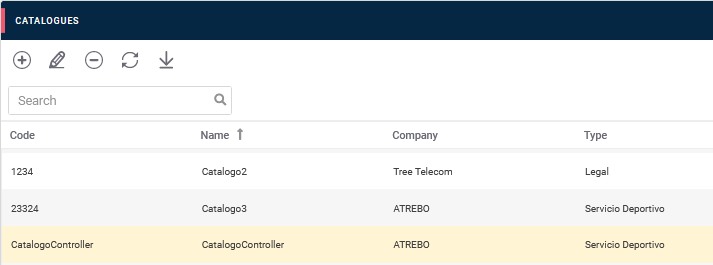 CATALOGUES
Search
Code Name Company Type
1234 Catalogo2 Tree Telecom Legal
23324 Catalogo3 ATREBO Servicio Deportivo
CatalogoController CatalogoController ATREBO Servicio Deportivo